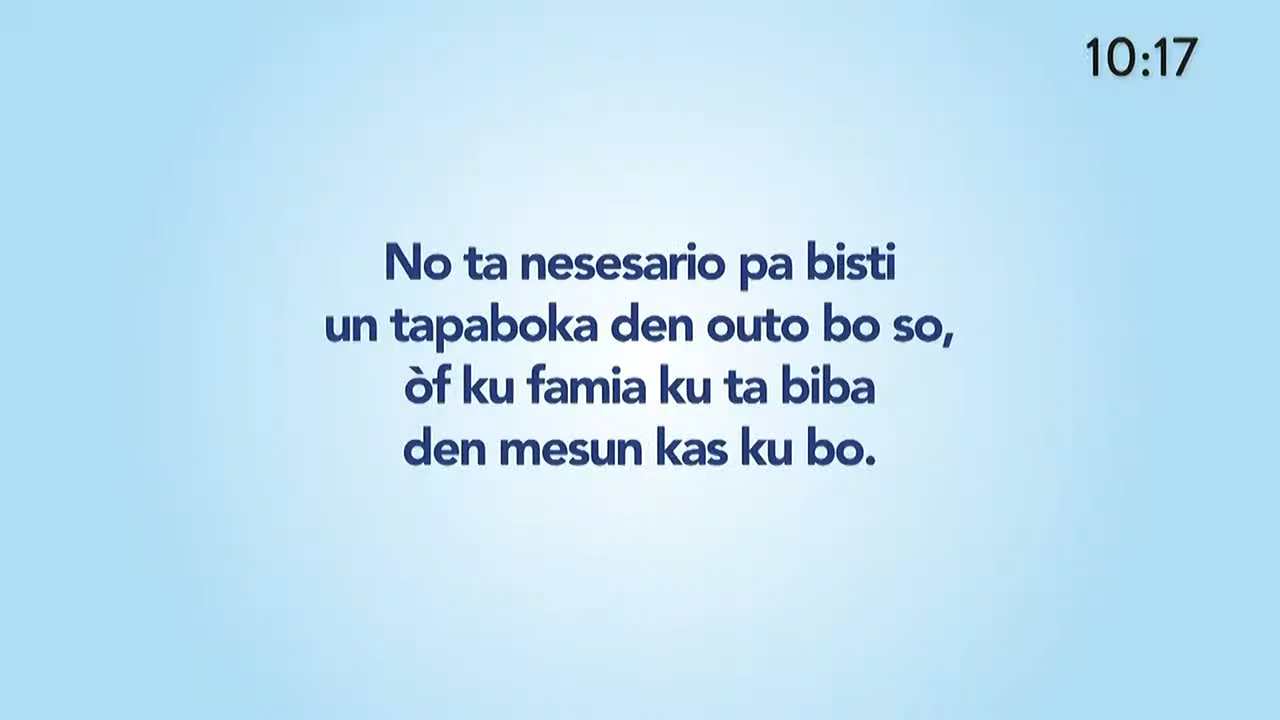 10:17
No ta nesesario pa bisti
un tapaboka den outo bo so,
òf ku famia ku ta biba
den mesun kas ku bo.